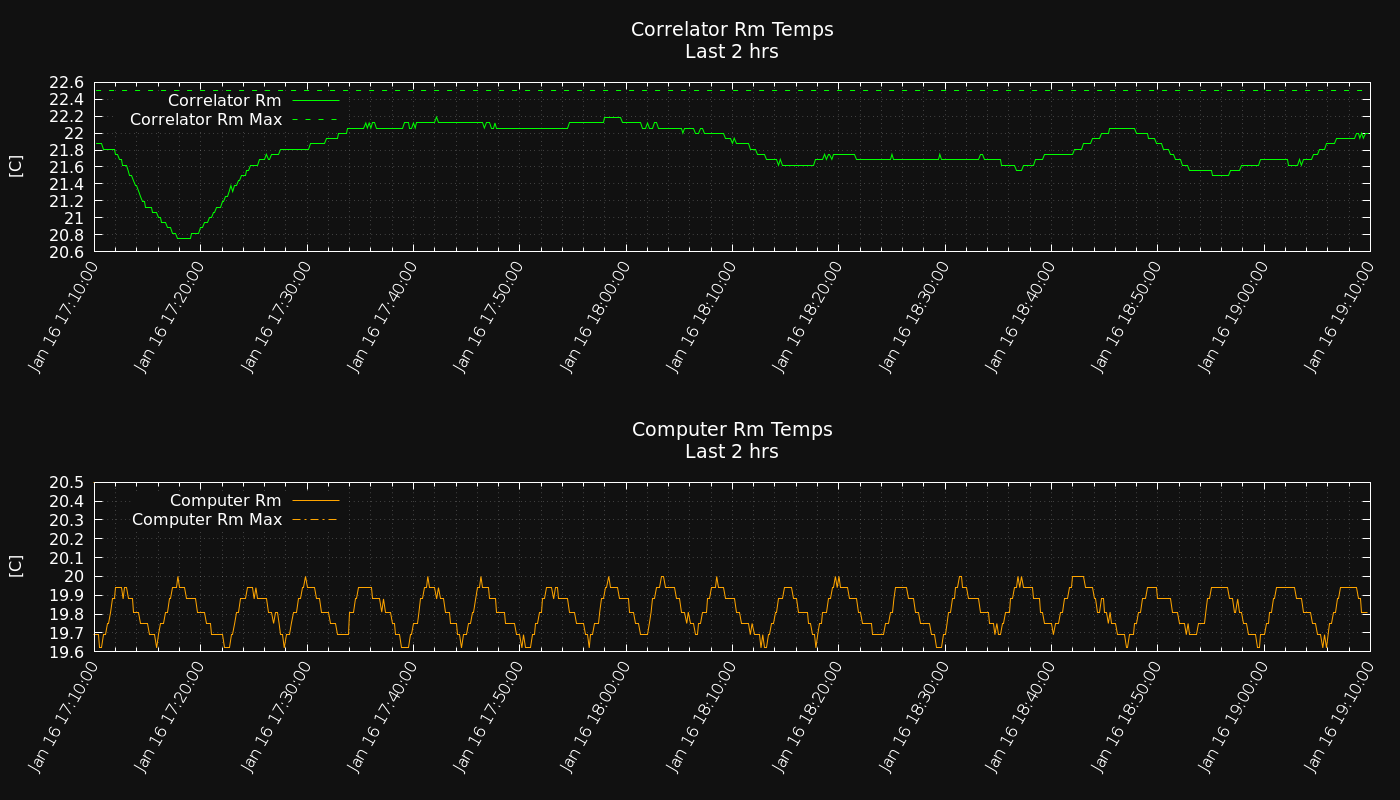 Correlator Rm Temps
Last 2 hrs
[C]
22.6
22.4
22.2
22
21.8
21.6
21.4
21.2
21
20.8
20.6
Correlator Rm
Correlator Rm Max
Jan 16 17:10:00
Jan 16 17:20:00
Jan 16 17:30:00
Jan 16 17:40:00
Jan 16 17:50:00
Jan 16 18:00:00
Jan 16 18:10:00
Jan 16 18:20:00
Jan 16 18:30:00
Jan 16 18:40:00
Jan 16 18:50:00
Jan 16 19:00:00
Jan 16 19:10:00
Computer Rm Temps
Last 2 hrs
[C]
20.5
20.4
20.3
20.2
20.1
20
19.9
19.8
19.7
19.6
Computer Rm
Computer Rm Max
Jan 16 17:10:00
Jan 16 17:20:00
Jan 16 17:30:00
Jan 16 17:40:00
Jan 16 17:50:00
Jan 16 18:00:00
Jan 16 18:10:00
Jan 16 18:20:00
Jan 16 18:30:00
Jan 16 18:40:00
Jan 16 18:50:00
Jan 16 19:00:00
Jan 16 19:10:00